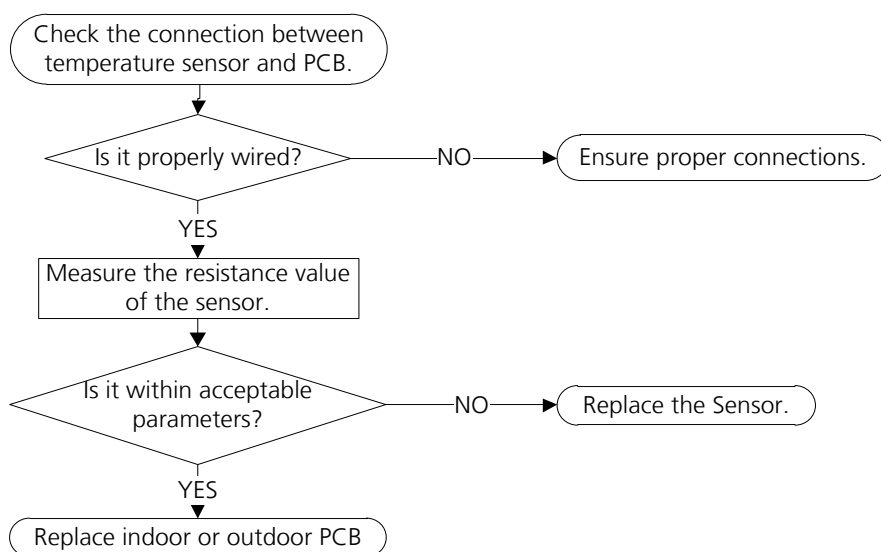 Check the connection between
temperature sensor and PCB.
Is it properly wired?
NO
Ensure proper connections.
YES
Measure the resistance value
of the sensor.
Is it within acceptable
parameters?
NO
Replace the Sensor.
YES
Replace indoor or outdoor PCB